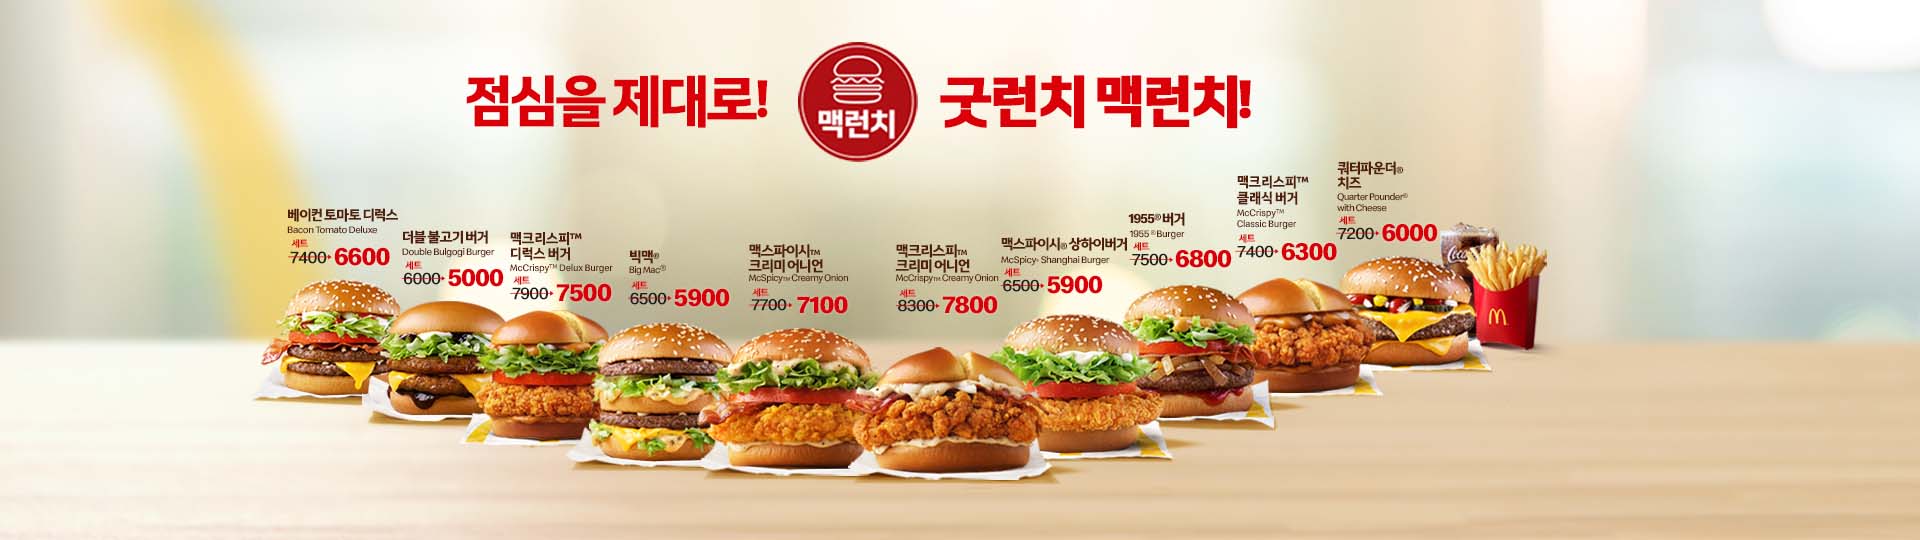 점심을 제대로!
맥런치
굿런치 맥런치!
베이컨 토마토 디럭스
Bacon Tomato Deluxe
세트
7400 6600
더블 불고기 버거
Double Bulgogi Burger
세트
6000 5000
맥크리스피™
디럭스 버거
McCrispy™ Delux Burger
세트
7900 7500
빅맥®
Big Mac®
세트
6500 5900
맥스파이시™
크리미 어니언
McSpicy™ Creamy Onion
세트
7700 7100
맥크리스피™
크리미 어니언
McCrispy™ Creamy Onion
세트
8300 7800
맥스파이시® 상하이버거
McSpicy® Shanghai Burger
세트
6500 5900
1955® 버거
1955 ® Burger
세트
7500 6800
맥크리스피™
클래식 버거
McCrispy™
Classic Burger
세트
7400 6300
쿼터파운더®
치즈
Quarter Pounder®
with Cheese
세트
7200 6000